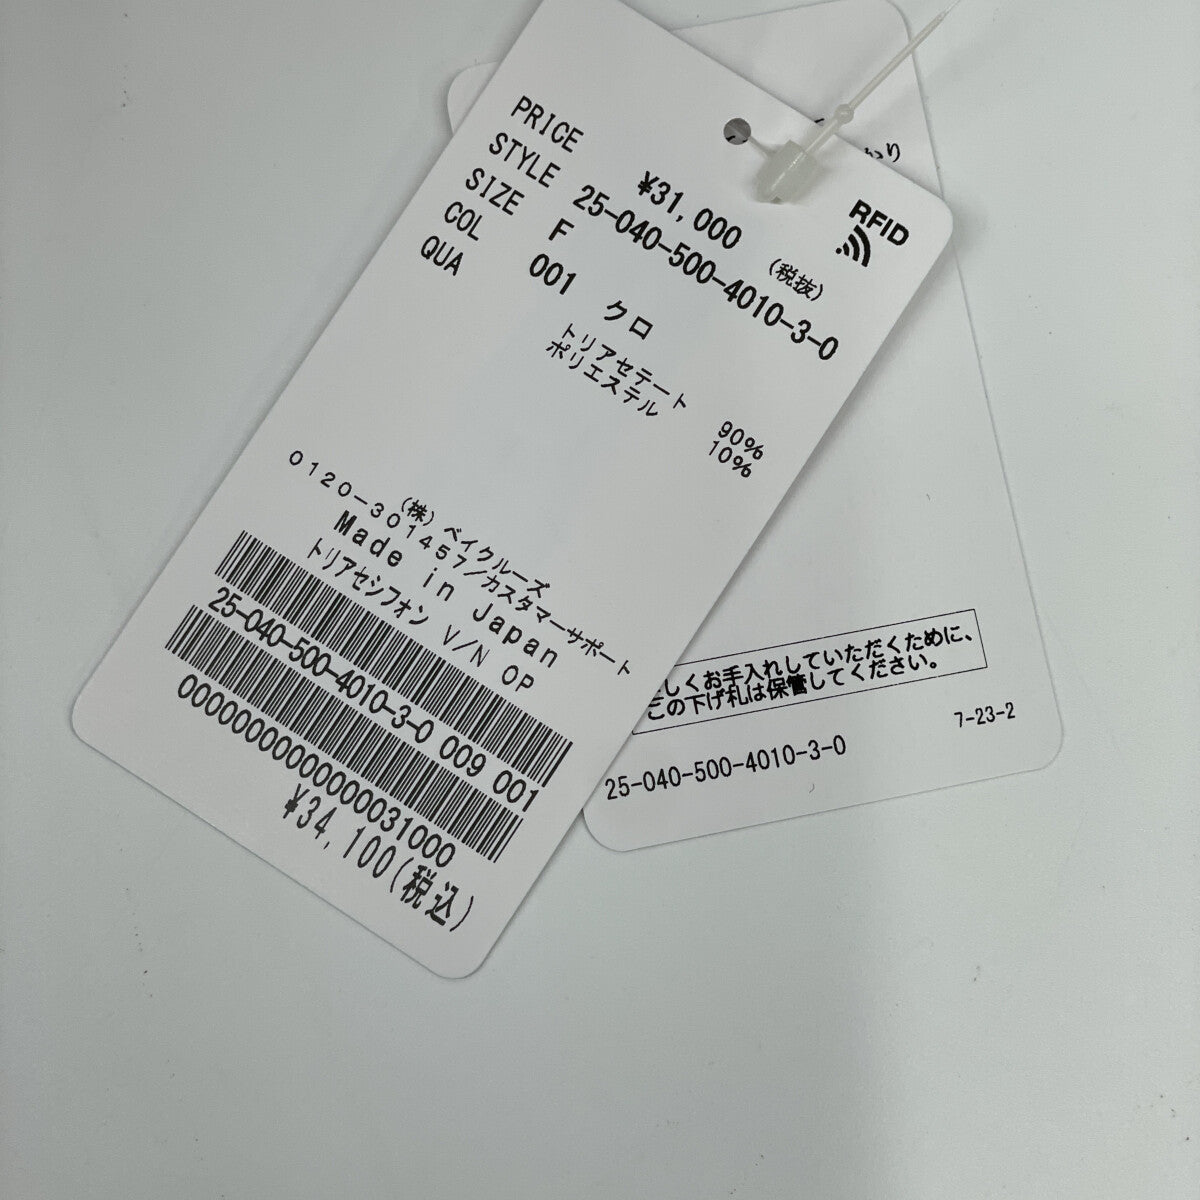 PRICE ¥31,000 (税抜)
STYLE 25-040-500-4010-3-0
SIZE F
COL 001 クロ
QUA トリアセテート 90%
ポリエステル 10%
(株) ベイクルーズ
0120-301457/カスタマーサポート
Made in Japan
トリアセシフォン V/N OP
25-040-500-4010-3-0 009 001
0000000000000031000
¥34,100(税込)
RFID
しくお手入れしていただくために、
この下げ札は保管してください。
7-23-2
25-040-500-4010-3-0